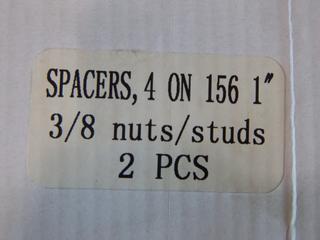 SPACERS, 4 ON 156 1"
3/8 nuts/studs
2 PCS